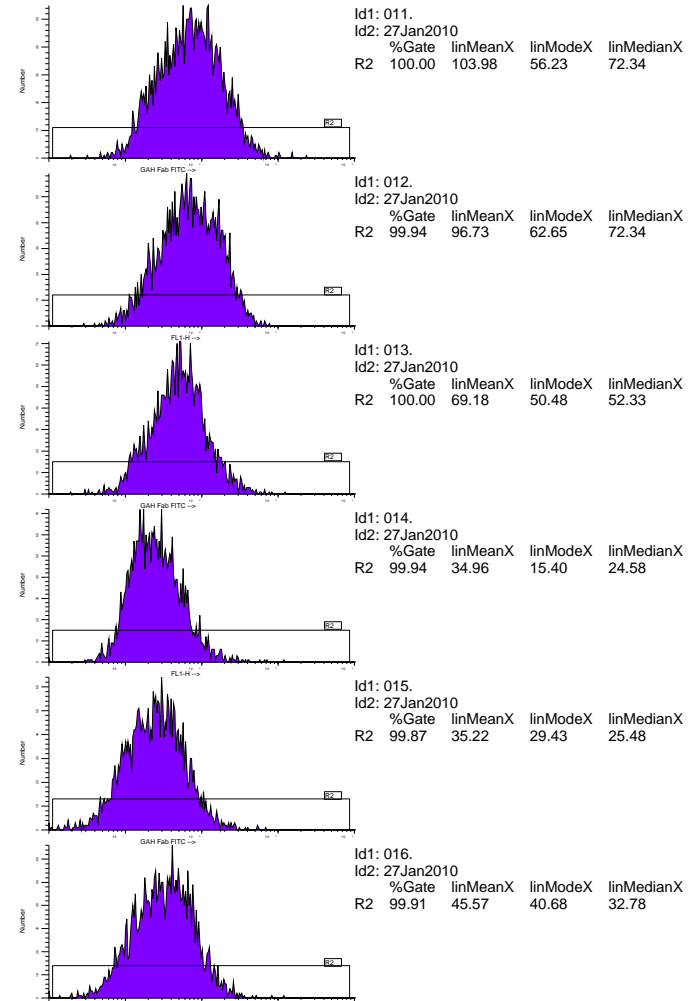 Id1: 011.
Id2: 27Jan2010
%Gate linMeanX linModeX linMedianX
R2 100.00 103.98 56.23 72.34
Number
R2
GAH Fab FITC -->
Id1: 012.
Id2: 27Jan2010
%Gate linMeanX linModeX linMedianX
R2 99.94 96.73 62.65 72.34
Number
R2
FL1-H -->
Id1: 013.
Id2: 27Jan2010
%Gate linMeanX linModeX linMedianX
R2 100.00 69.18 50.48 52.33
Number
R2
GAH Fab FITC -->
Id1: 014.
Id2: 27Jan2010
%Gate linMeanX linModeX linMedianX
R2 99.94 34.96 15.40 24.58
Number
R2
FL1-H -->
Id1: 015.
Id2: 27Jan2010
%Gate linMeanX linModeX linMedianX
R2 99.87 35.22 29.43 25.48
Number
R2
GAH Fab FITC -->
Id1: 016.
Id2: 27Jan2010
%Gate linMeanX linModeX linMedianX
R2 99.91 45.57 40.68 32.78
Number
R2